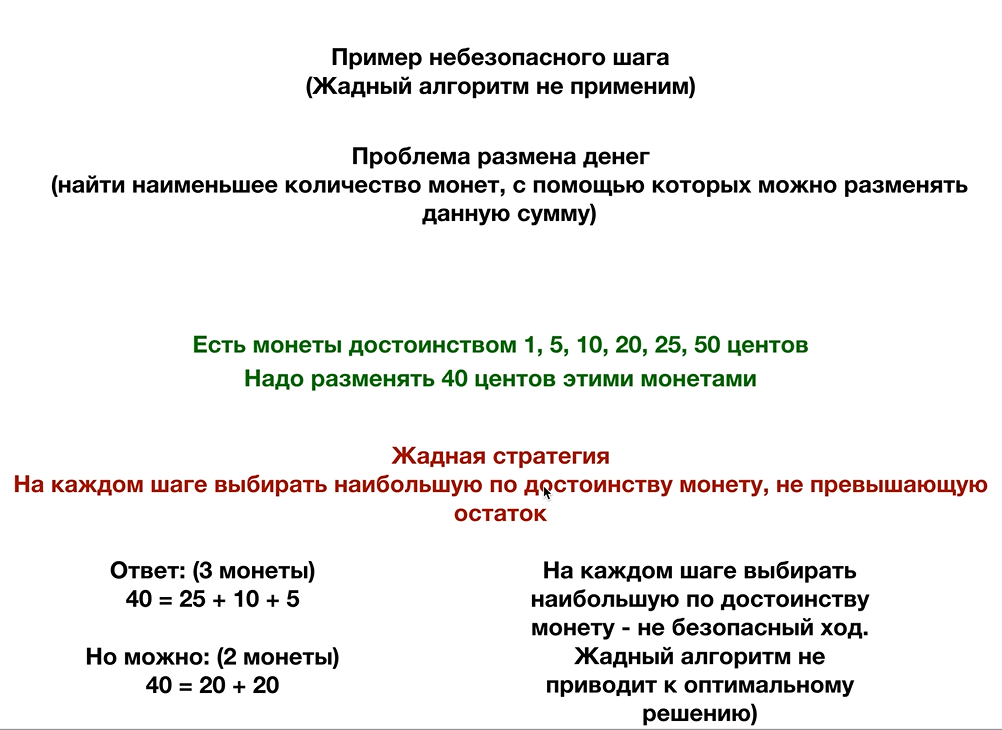 Пример небезопасного шага
(Жадный алгоритм не применим)
Проблема размена денег
(найти наименьшее количество монет, с помощью которых можно разменять
данную сумму)
Есть монеты достоинством 1, 5, 10, 20, 25, 50 центов
Надо разменять 40 центов этими монетами
Жадная стратегия
На каждом шаге выбирать наибольшую по достоинству монету, не превышающую
остаток
Ответ: (3 монеты)
40 = 25 + 10 + 5
Но можно: (2 монеты)
40 = 20 + 20
На каждом шаге выбирать
наибольшую по достоинству
монету - не безопасный ход.
Жадный алгоритм не
приводит к оптимальному
решению)